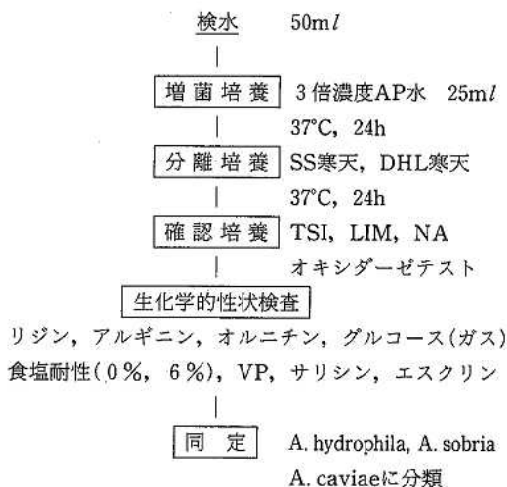 検水 50ml
増菌培養 3倍濃度AP水 25ml
37°C, 24h
分離培養 SS寒天, DHL寒天
37°C, 24h
確認培養 TSI, LIM, NA
オキシダーゼテスト
生化学的性状検査
リジン, アルギニン, オルニチン, グルコース(ガス)
食塩耐性(0%, 6%), VP, サリシン, エスクリン
同定 A. hydrophila, A. sobria
A. caviaeに分類